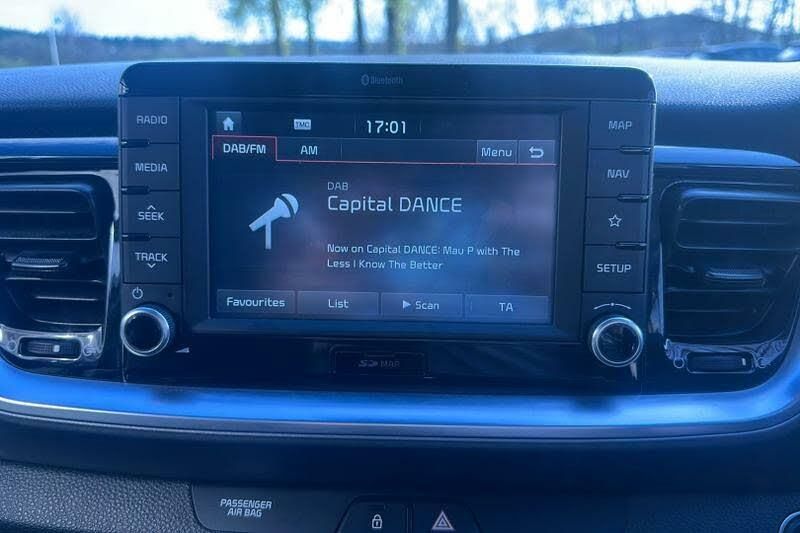 Bluetooth
RADIO
MEDIA
SEEK
TRACK
TMC
17:01
DAB/FM
AM
Menu
DAB
Capital DANCE
Now on Capital DANCE: Mau P with The
Less I Know The Better
Favourites
List
Scan
TA
MAP
NAV
SETUP
SD MAP
PASSENGER
AIR BAG